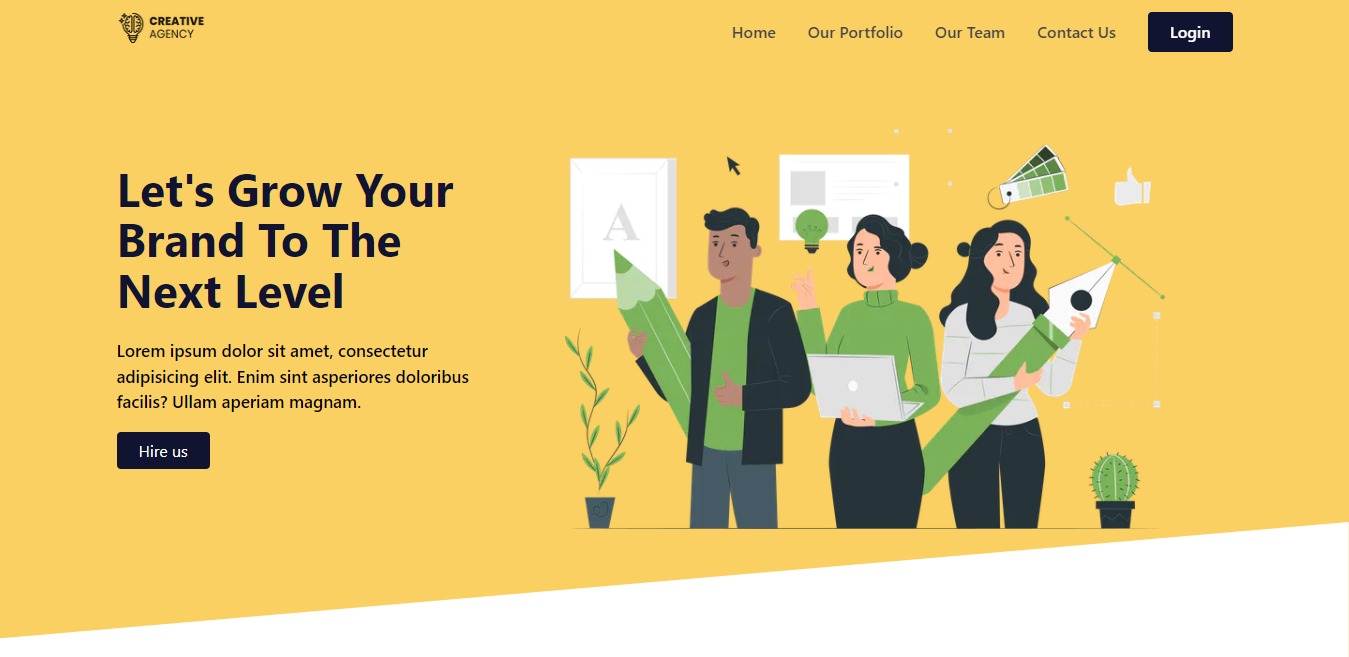 CREATIVE
AGENCY
Home Our Portfolio Our Team Contact Us Login
Let's Grow Your
Brand To The
Next Level
Lorem ipsum dolor sit amet, consectetur
adipisicing elit. Enim sint asperiores doloribus
facilis? Ullam aperiam magnam.
Hire us
A